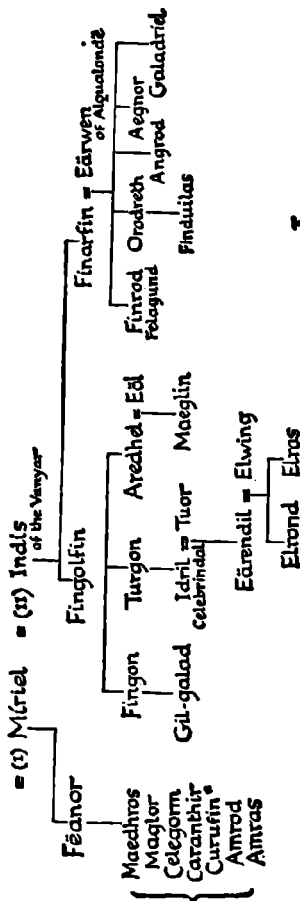 = (I) Míriel
= (II) Indis
of the Vanyar
Fëanor
Fingolfin
Finarfin = Eärwen
of Alqualondë
Maedhros
Maglor
Celegorm
Caranthir
Curufin*
Amrod
Amras
Fingon
Turgon
Aredhel = Eöl
Finrod
Felagund
Orodreth
Angrod
Aegnor
Galadriel
Gil-galad
Idril = Tuor
Celebrindal
Maeglin
Finduilas
Eärendil = Elwing
Elrond
Elros